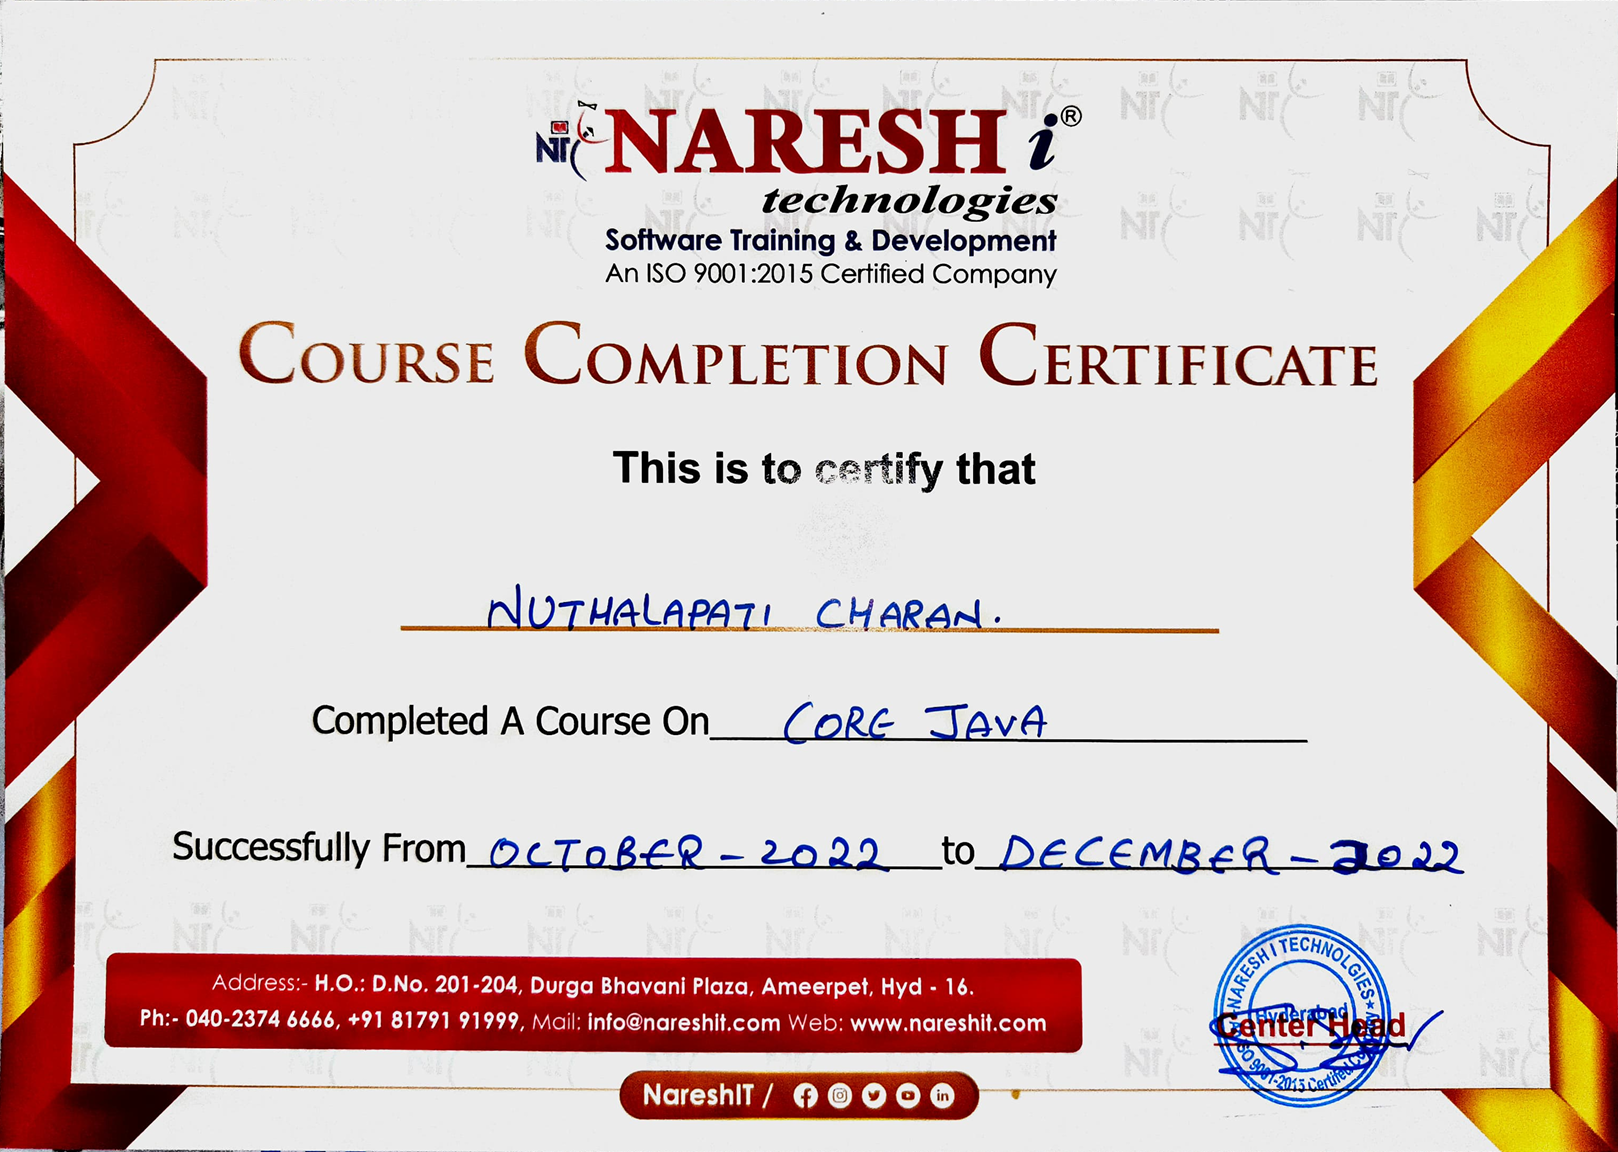 NARESH i®
technologies
Software Training & Development
An ISO 9001:2015 Certified Company
COURSE COMPLETION CERTIFICATE
This is to certify that
NUTHALAPATI CHARAN.
Completed A Course On CORE JAVA
Successfully From OCTOBER - 2022 to DECEMBER - 2022
Address:- H.O.: D.No. 201-204, Durga Bhavani Plaza, Ameerpet, Hyd - 16.
Ph:- 040-2374 6666, +91 81791 91999, Mail: info@nareshit.com Web: www.nareshit.com
NARESH I TECHNOLGIES
Hyderabad
Center Head
ISO 9001-2015 Certified
NareshIT /